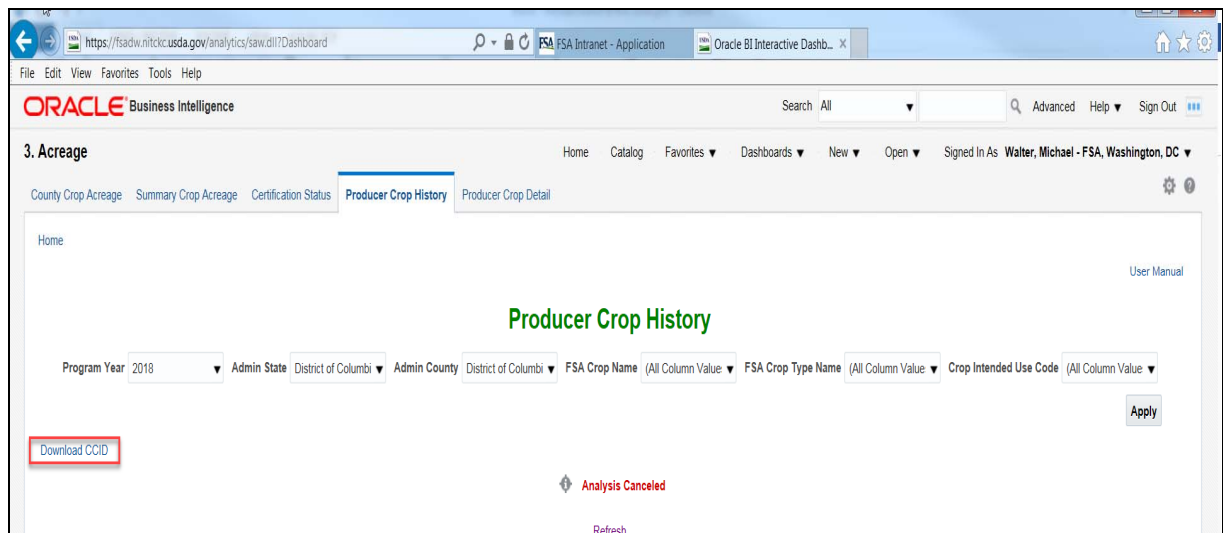 https://fsadw.nitckc.usda.gov/analytics/saw.dll?Dashboard FSA FSA Intranet - Application Oracle BI Interactive Dashb... X
File Edit View Favorites Tools Help
ORACLE Business Intelligence Search All Advanced Help Sign Out
3. Acreage Home Catalog Favorites Dashboards New Open Signed In As Walter, Michael - FSA, Washington, DC
County Crop Acreage Summary Crop Acreage Certification Status Producer Crop History Producer Crop Detail
Home
User Manual
Producer Crop History
Program Year 2018 Admin State District of Columbi Admin County District of Columbi FSA Crop Name (All Column Value FSA Crop Type Name (All Column Value Crop Intended Use Code (All Column Value
Apply
Download CCID
Analysis Canceled
Refresh